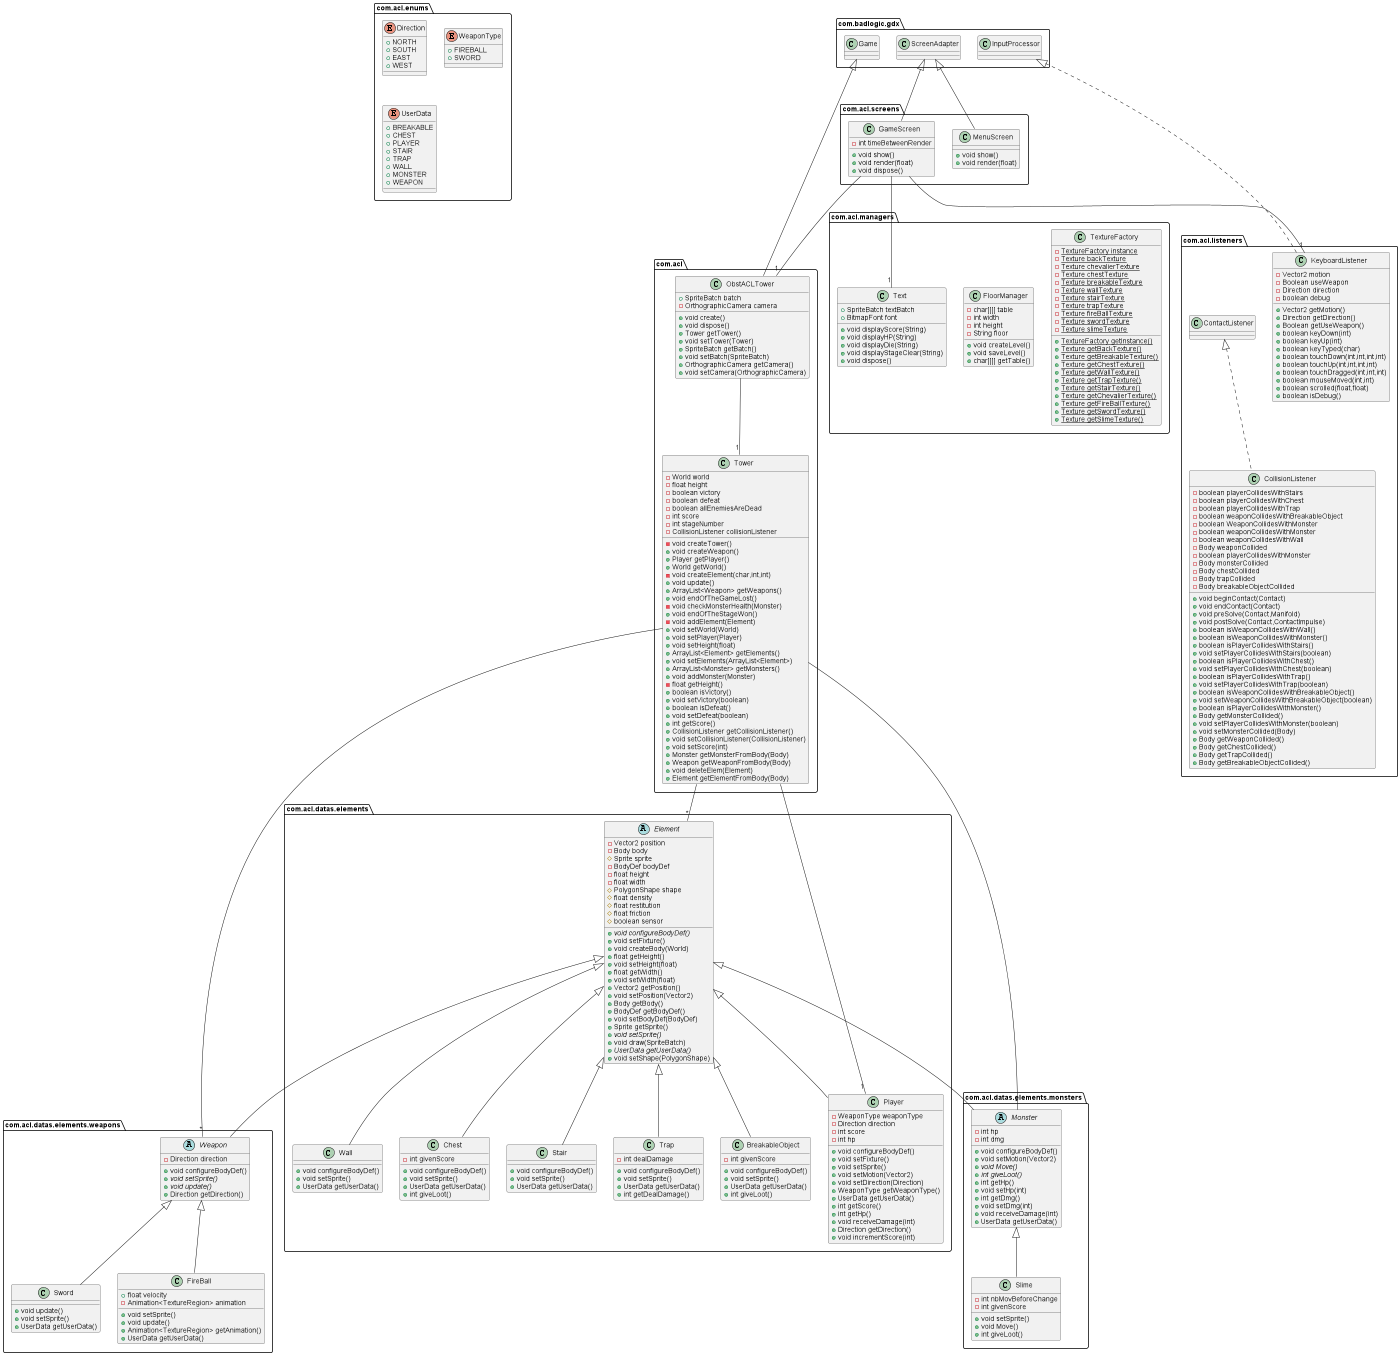 com.acl.enums
E Direction
NORTH
SOUTH
EAST
WEST
E WeaponType
FIREBALL
SWORD
E UserData
BREAKABLE
CHEST
PLAYER
STAIR
TRAP
WALL
MONSTER
WEAPON
com.badlogic.gdx
C Game
C ScreenAdapter
C InputProcessor
com.acl.screens
C GameScreen
int timeBetweenRender
void show()
void render(float)
void dispose()
C MenuScreen
void show()
void render(float)
com.acl.managers
C Text
SpriteBatch textBatch
BitmapFont font
void displayScore(String)
void displayHP(String)
void displayDie(String)
void displayStageClear(String)
void dispose()
C FloorManager
char[][] table
int width
int height
String floor
void createLevel()
void saveLevel()
char[][] getTable()
C TextureFactory
TextureFactory instance
Texture backTexture
Texture chevalierTexture
Texture chestTexture
Texture breakableTexture
Texture wallTexture
Texture stairTexture
Texture trapTexture
Texture fireBallTexture
Texture swordTexture
Texture slimeTexture
TextureFactory getInstance()
Texture getBackTexture()
Texture getBreakableTexture()
Texture getChestTexture()
Texture getWallTexture()
Texture getTrapTexture()
Texture getStairTexture()
Texture getChevalierTexture()
Texture getFireBallTexture()
Texture getSwordTexture()
Texture getSlimeTexture()
com.acl.listeners
C KeyboardListener
Vector2 motion
Boolean useWeapon
Direction direction
boolean debug
Vector2 getMotion()
Direction getDirection()
Boolean getUseWeapon()
boolean keyDown(int)
boolean keyUp(int)
boolean keyTyped(char)
boolean touchDown(int,int,int,int)
boolean touchUp(int,int,int,int)
boolean touchDragged(int,int,int)
boolean mouseMoved(int,int)
boolean scrolled(float,float)
boolean isDebug()
C ContactListener
C CollisionListener
boolean playerCollidesWithStairs
boolean playerCollidesWithChest
boolean playerCollidesWithTrap
boolean weaponCollidesWithBreakableObject
boolean WeaponCollidesWithMonster
boolean weaponCollidesWithMonster
boolean weaponCollidesWithWall
Body weaponCollided
boolean playerCollidesWithMonster
Body monsterCollided
Body chestCollided
Body trapCollided
Body breakableObjectCollided
void beginContact(Contact)
void endContact(Contact)
void preSolve(Contact,Manifold)
void postSolve(Contact,ContactImpulse)
boolean isWeaponCollidesWithWall()
boolean isWeaponCollidesWithMonster()
boolean isPlayerCollidesWithStairs()
void setPlayerCollidesWithStairs(boolean)
boolean isPlayerCollidesWithChest()
void setPlayerCollidesWithChest(boolean)
boolean isPlayerCollidesWithTrap()
void setPlayerCollidesWithTrap(boolean)
boolean isWeaponCollidesWithBreakableObject()
void setWeaponCollidesWithBreakableObject(boolean)
boolean isPlayerCollidesWithMonster()
Body getMonsterCollided()
void setPlayerCollidesWithMonster(boolean)
void setMonsterCollided(Body)
Body getWeaponCollided()
Body getChestCollided()
Body getTrapCollided()
Body getBreakableObjectCollided()
com.acl
C ObstACLTower
SpriteBatch batch
OrthographicCamera camera
void create()
void dispose()
Tower getTower()
void setTower(Tower)
SpriteBatch getBatch()
void setBatch(SpriteBatch)
OrthographicCamera getCamera()
void setCamera(OrthographicCamera)
C Tower
World world
float height
boolean victory
boolean defeat
boolean allEnemiesAreDead
int score
int stageNumber
CollisionListener collisionListener
void createTower()
void createWeapon()
Player getPlayer()
World getWorld()
void createElement(char,int,int)
void update()
ArrayList<Weapon> getWeapons()
void endOfTheGameLost()
void checkMonsterHealth(Monster)
void endOfTheStageWon()
void addElement(Element)
void setWorld(World)
void setPlayer(Player)
void setHeight(float)
ArrayList<Element> getElements()
void setElements(ArrayList<Element>)
ArrayList<Monster> getMonsters()
void addMonster(Monster)
float getHeight()
boolean isVictory()
void setVictory(boolean)
boolean isDefeat()
void setDefeat(boolean)
int getScore()
CollisionListener getCollisionListener()
void setCollisionListener(CollisionListener)
void setScore(int)
Monster getMonsterFromBody(Body)
Weapon getWeaponFromBody(Body)
void deleteElem(Element)
Element getElementFromBody(Body)
com.acl.datas.elements
A Element
Vector2 position
Body body
Sprite sprite
BodyDef bodyDef
float height
float width
PolygonShape shape
float density
float restitution
float friction
boolean sensor
void configureBodyDef()
void setFixture()
void createBody(World)
float getHeight()
void setHeight(float)
float getWidth()
void setWidth(float)
Vector2 getPosition()
void setPosition(Vector2)
Body getBody()
BodyDef getBodyDef()
void setBodyDef(BodyDef)
Sprite getSprite()
void setSprite()
void draw(SpriteBatch)
UserData getUserData()
void setShape(PolygonShape)
C Wall
void configureBodyDef()
void setSprite()
UserData getUserData()
C Chest
int givenScore
void configureBodyDef()
void setSprite()
UserData getUserData()
int giveLoot()
C Stair
void configureBodyDef()
void setSprite()
UserData getUserData()
C Trap
int dealDamage
void configureBodyDef()
void setSprite()
UserData getUserData()
int getDealDamage()
C BreakableObject
int givenScore
void configureBodyDef()
void setSprite()
UserData getUserData()
int giveLoot()
C Player
WeaponType weaponType
Direction direction
int score
int hp
void configureBodyDef()
void setFixture()
void setSprite()
void setMotion(Vector2)
void setDirection(Direction)
WeaponType getWeaponType()
UserData getUserData()
int getScore()
int getHp()
void receiveDamage(int)
Direction getDirection()
void incrementScore(int)
com.acl.datas.elements.monsters
A Monster
int hp
int dmg
void configureBodyDef()
void setMotion(Vector2)
void Move()
int giveLoot()
int getHp()
void setHp(int)
int getDmg()
void setDmg(int)
void receiveDamage(int)
UserData getUserData()
C Slime
int nbMovBeforeChange
int givenScore
void setSprite()
void Move()
int giveLoot()
com.acl.datas.elements.weapons
A Weapon
Direction direction
void configureBodyDef()
void setSprite()
void update()
Direction getDirection()
C Sword
void update()
void setSprite()
UserData getUserData()
C FireBall
float velocity
Animation<TextureRegion> animation
void setSprite()
void update()
Animation<TextureRegion> getAnimation()
UserData getUserData()
1
1
1
1
*
*
1